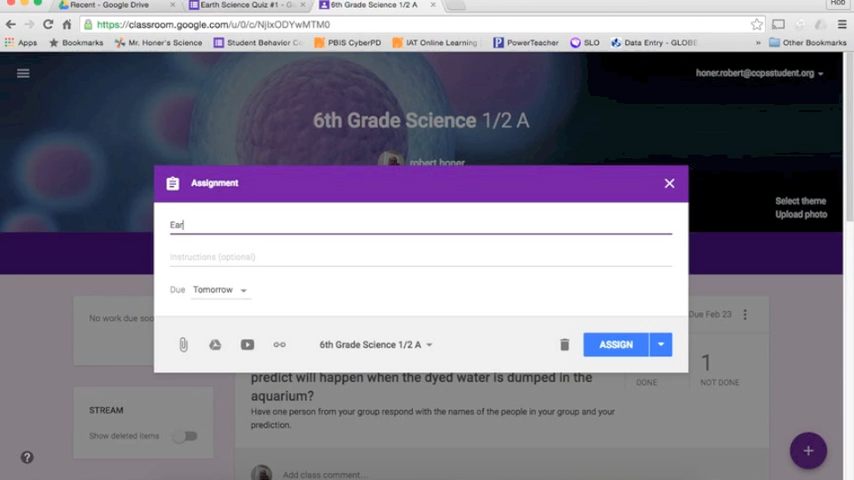 Recent - Google Drive
Earth Science Quiz #1 - G
6th Grade Science 1/2 A
Rob
https://classroom.google.com/u/0/c/NjIxODYwMTM0
Apps
Bookmarks
Mr. Honer's Science
Student Behavior Co
PBIS CyberPD
IAT Online Learning
PowerTeacher
SLO
Data Entry - GLOBE
»
Other Bookmarks
honer.robert@ccpsstudent.org
6th Grade Science 1/2 A
robert honer
Assignment
Select theme
Upload photo
Ear
Instructions (optional)
Due Tomorrow
No work due soo
Due Feb 23
6th Grade Science 1/2 A
ASSIGN
1
DONE
NOT DONE
predict will happen when the dyed water is dumped in the
aquarium?
Have one person from your group respond with the names of the people in your group and your
prediction.
STREAM
Show deleted items
Add class comment...